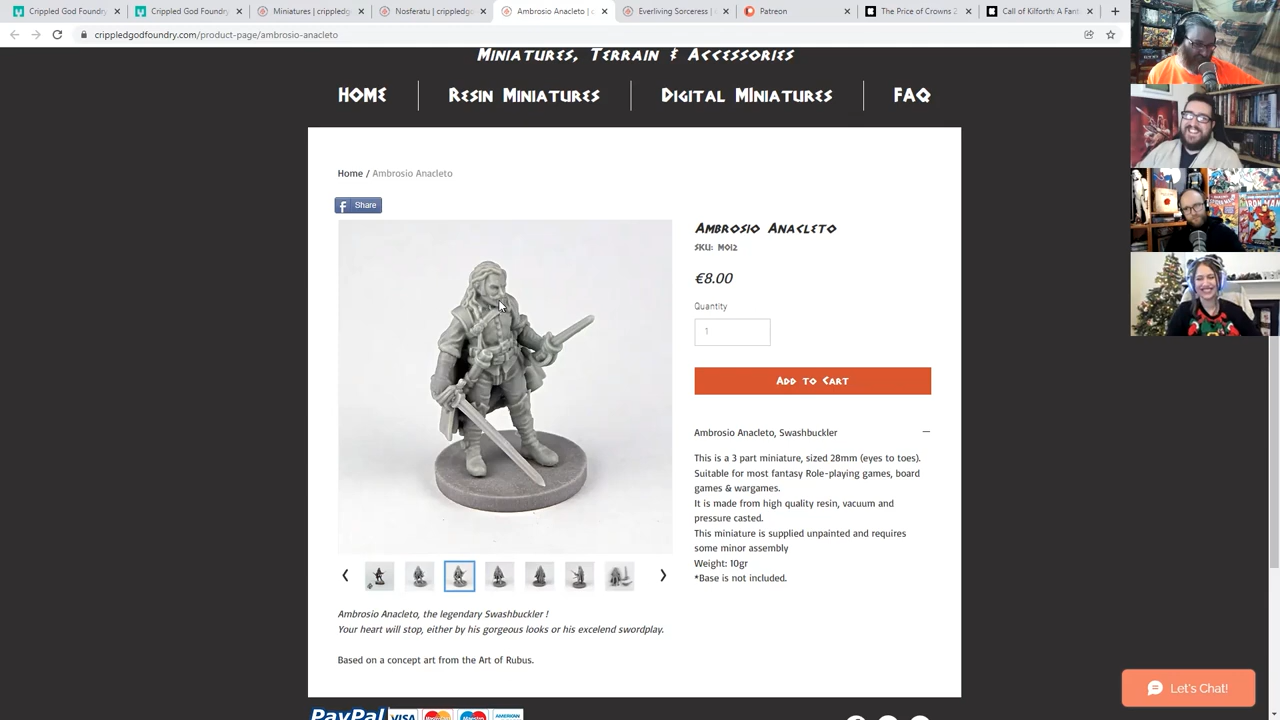 Crippled God Foundry
Crippled God Foundry
Miniatures | crippled
Nosferatu | crippledg
Ambrosio Anacleto | c
Everliving Sorceress |
Patreon
The Price of Crowns 2
Call of Kilforth: A Fant
crippledgodfoundry.com/product-page/ambrosio-anacleto
Miniatures, Terrain & Accessories
HOME
Resin Miniatures
Digital Miniatures
FAQ
Home / Ambrosio Anacleto
Share
Ambrosio Anacleto
SKU: M012
€8.00
Quantity
1
Add to Cart
Ambrosio Anacleto, Swashbuckler
This is a 3 part miniature, sized 28mm (eyes to toes).
Suitable for most fantasy Role-playing games, board
games & wargames.
It is made from high quality resin, vacuum and
pressure casted.
This miniature is supplied unpainted and requires
some minor assembly
Weight: 10gr
*Base is not included.
Ambrosio Anacleto, the legendary Swashbuckler !
Your heart will stop, either by his gorgeous looks or his excelend swordplay.
Based on a concept art from the Art of Rubus.
Let's Chat!
PayPal
VISA
MasterCard
Maestro
AMERICAN
IRON MAN